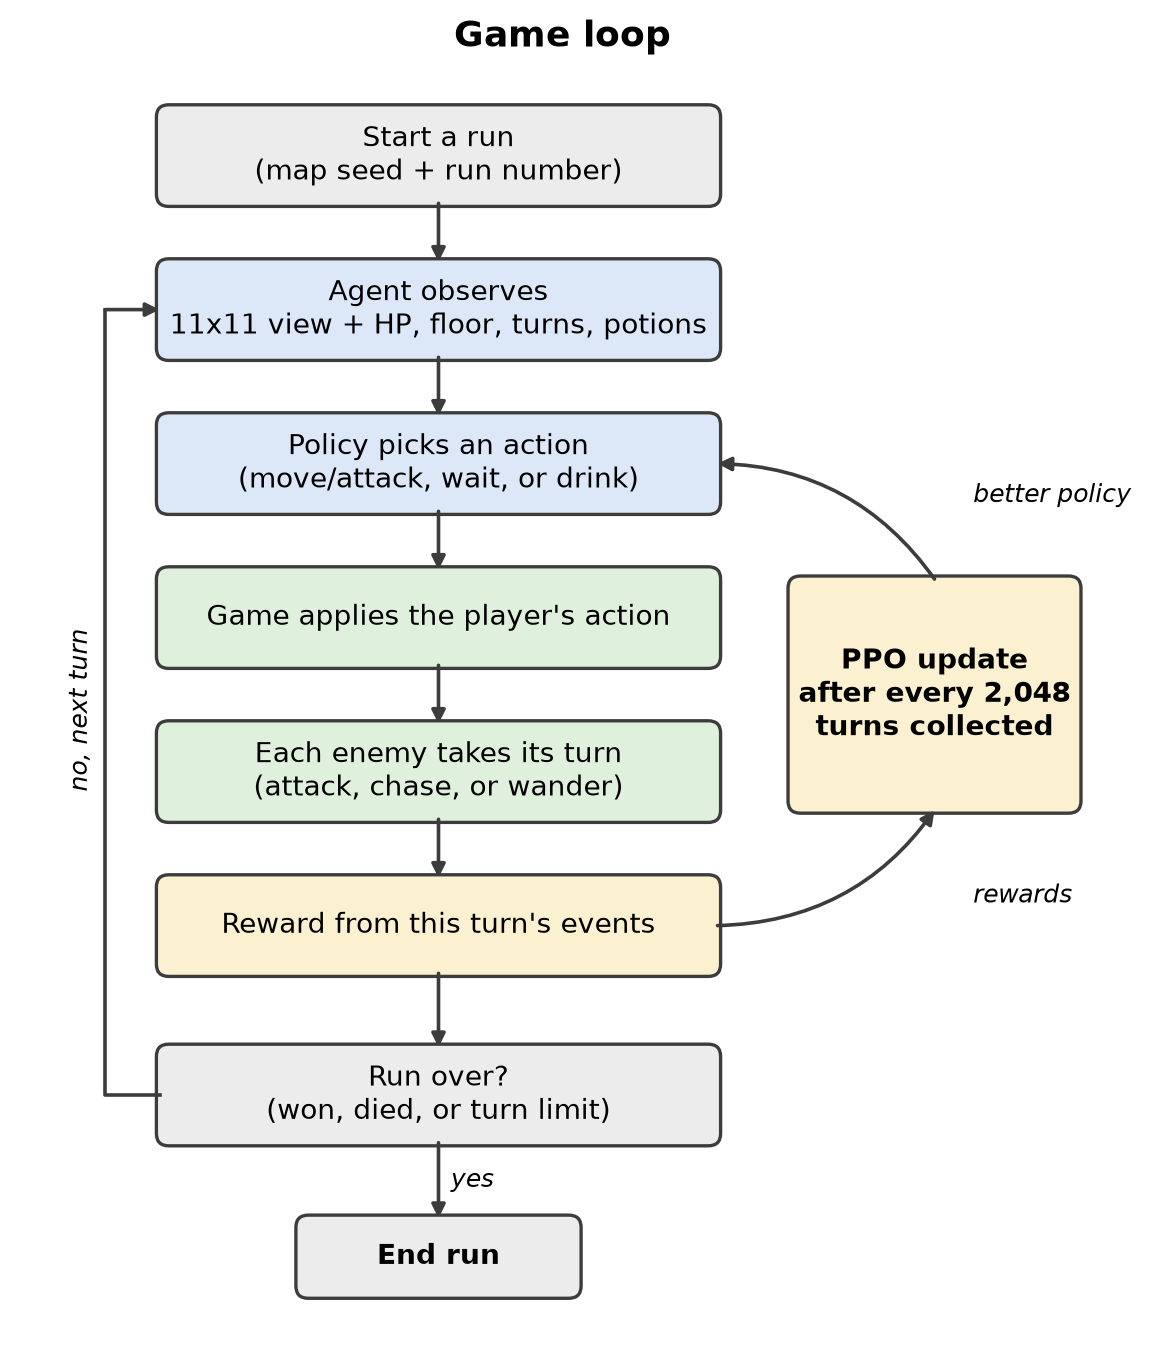 Game loop
Start a run
(map seed + run number)
Agent observes
11x11 view + HP, floor, turns, potions
Policy picks an action
(move/attack, wait, or drink)
better policy
Game applies the player's action
PPO update
after every 2,048
turns collected
no, next turn
Each enemy takes its turn
(attack, chase, or wander)
rewards
Reward from this turn's events
Run over?
(won, died, or turn limit)
yes
End run